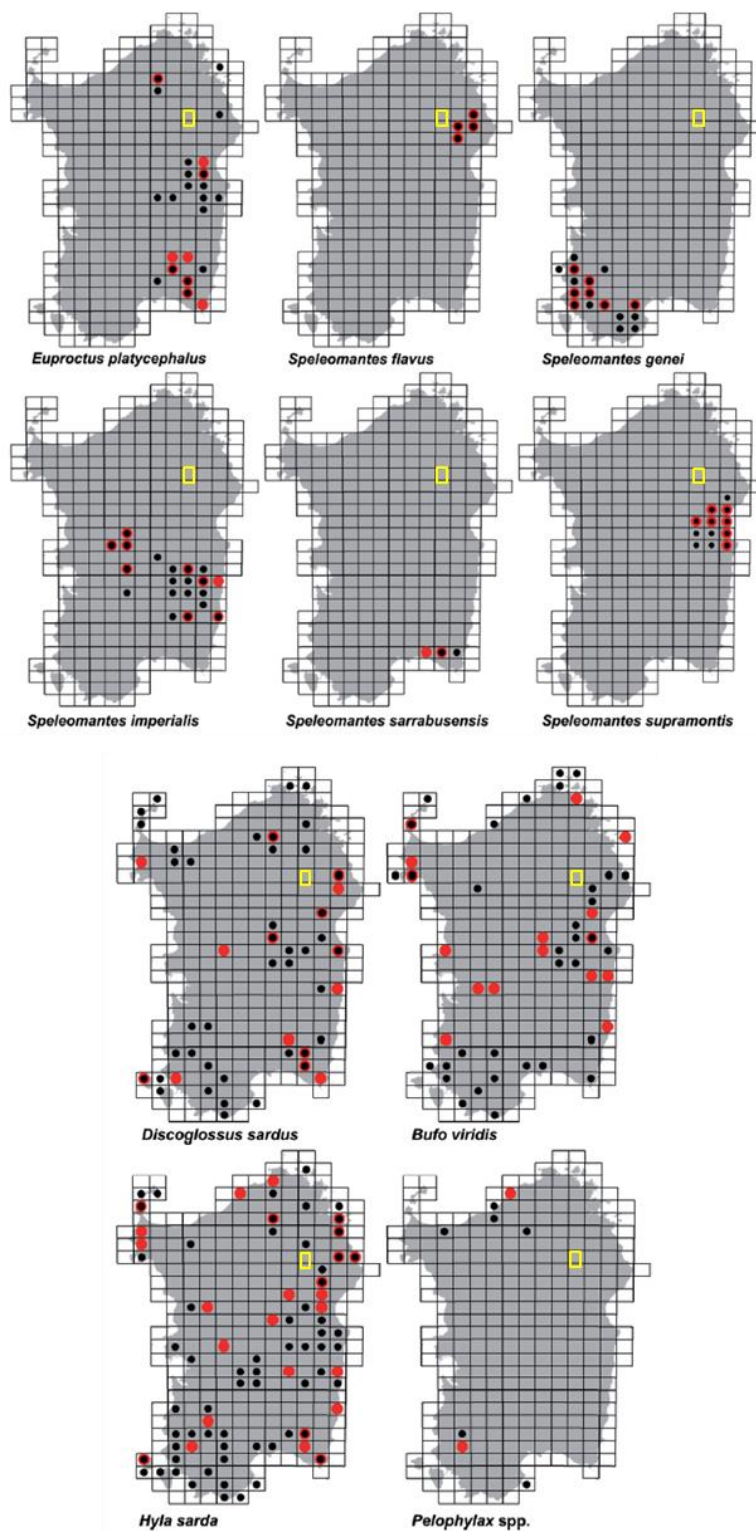 Euproctus platycephalus Speleomantes flavus Speleomantes genei
Speleomantes imperialis Speleomantes sarrabusensis Speleomantes supramontis
Discoglossus sardus Bufo viridis
Hyla sarda Pelophylax spp.